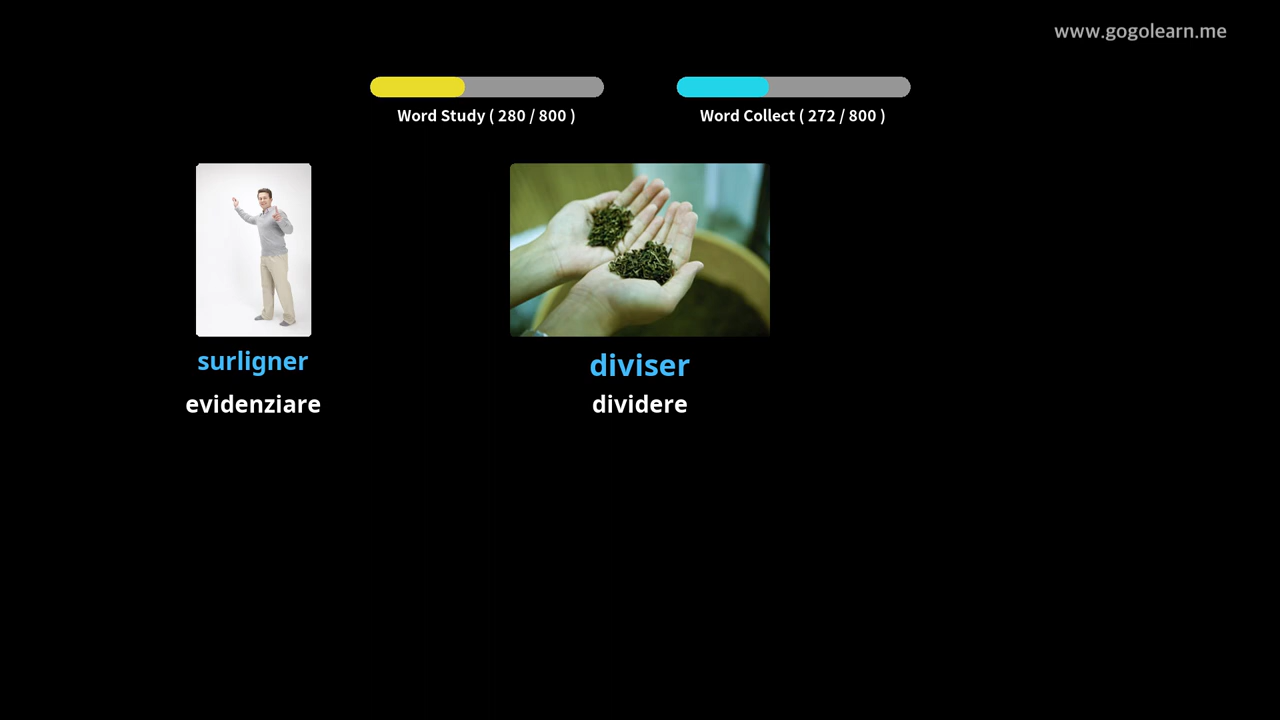 www.gogolearn.me
Word Study ( 280 / 800 )
Word Collect ( 272 / 800 )
surligner
evidenziare
diviser
dividere